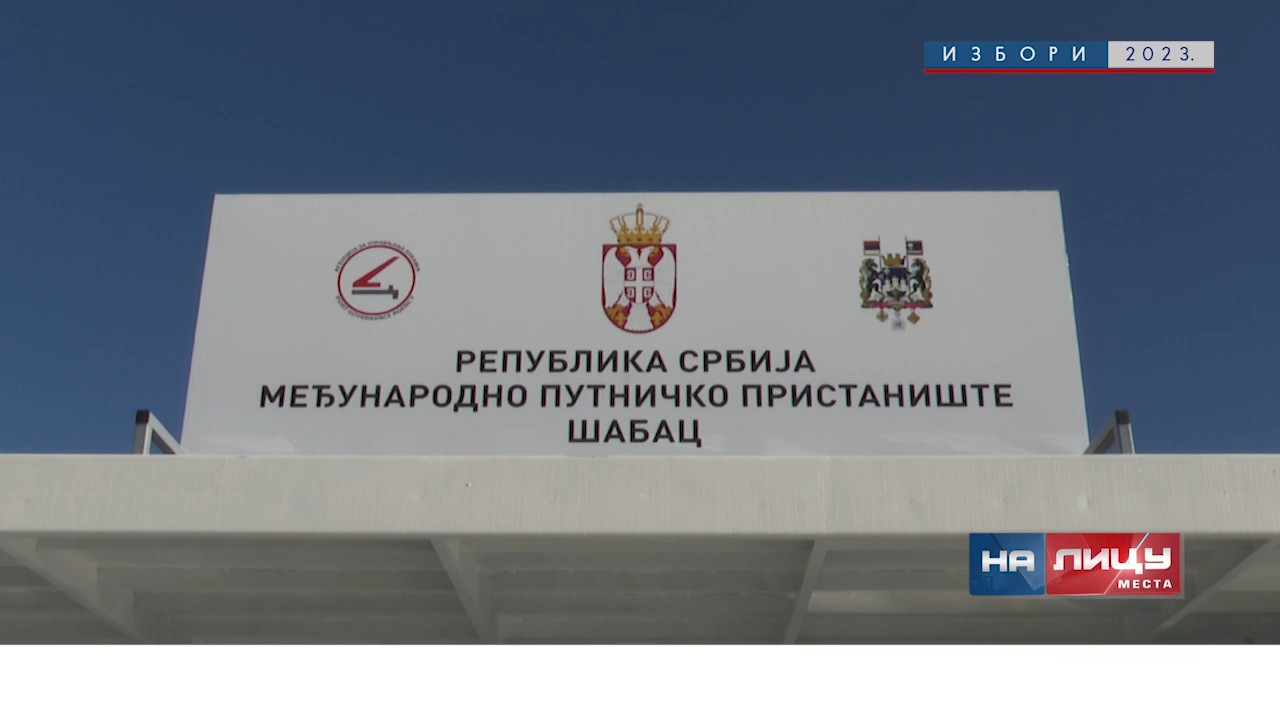 ИЗБОРИ 2023.
РЕПУБЛИКА СРБИЈА
МЕЂУНАРОДНО ПУТНИЧКО ПРИСТАНИШТЕ
ШАБАЦ
НА ЛИЦУ
МЕСТА